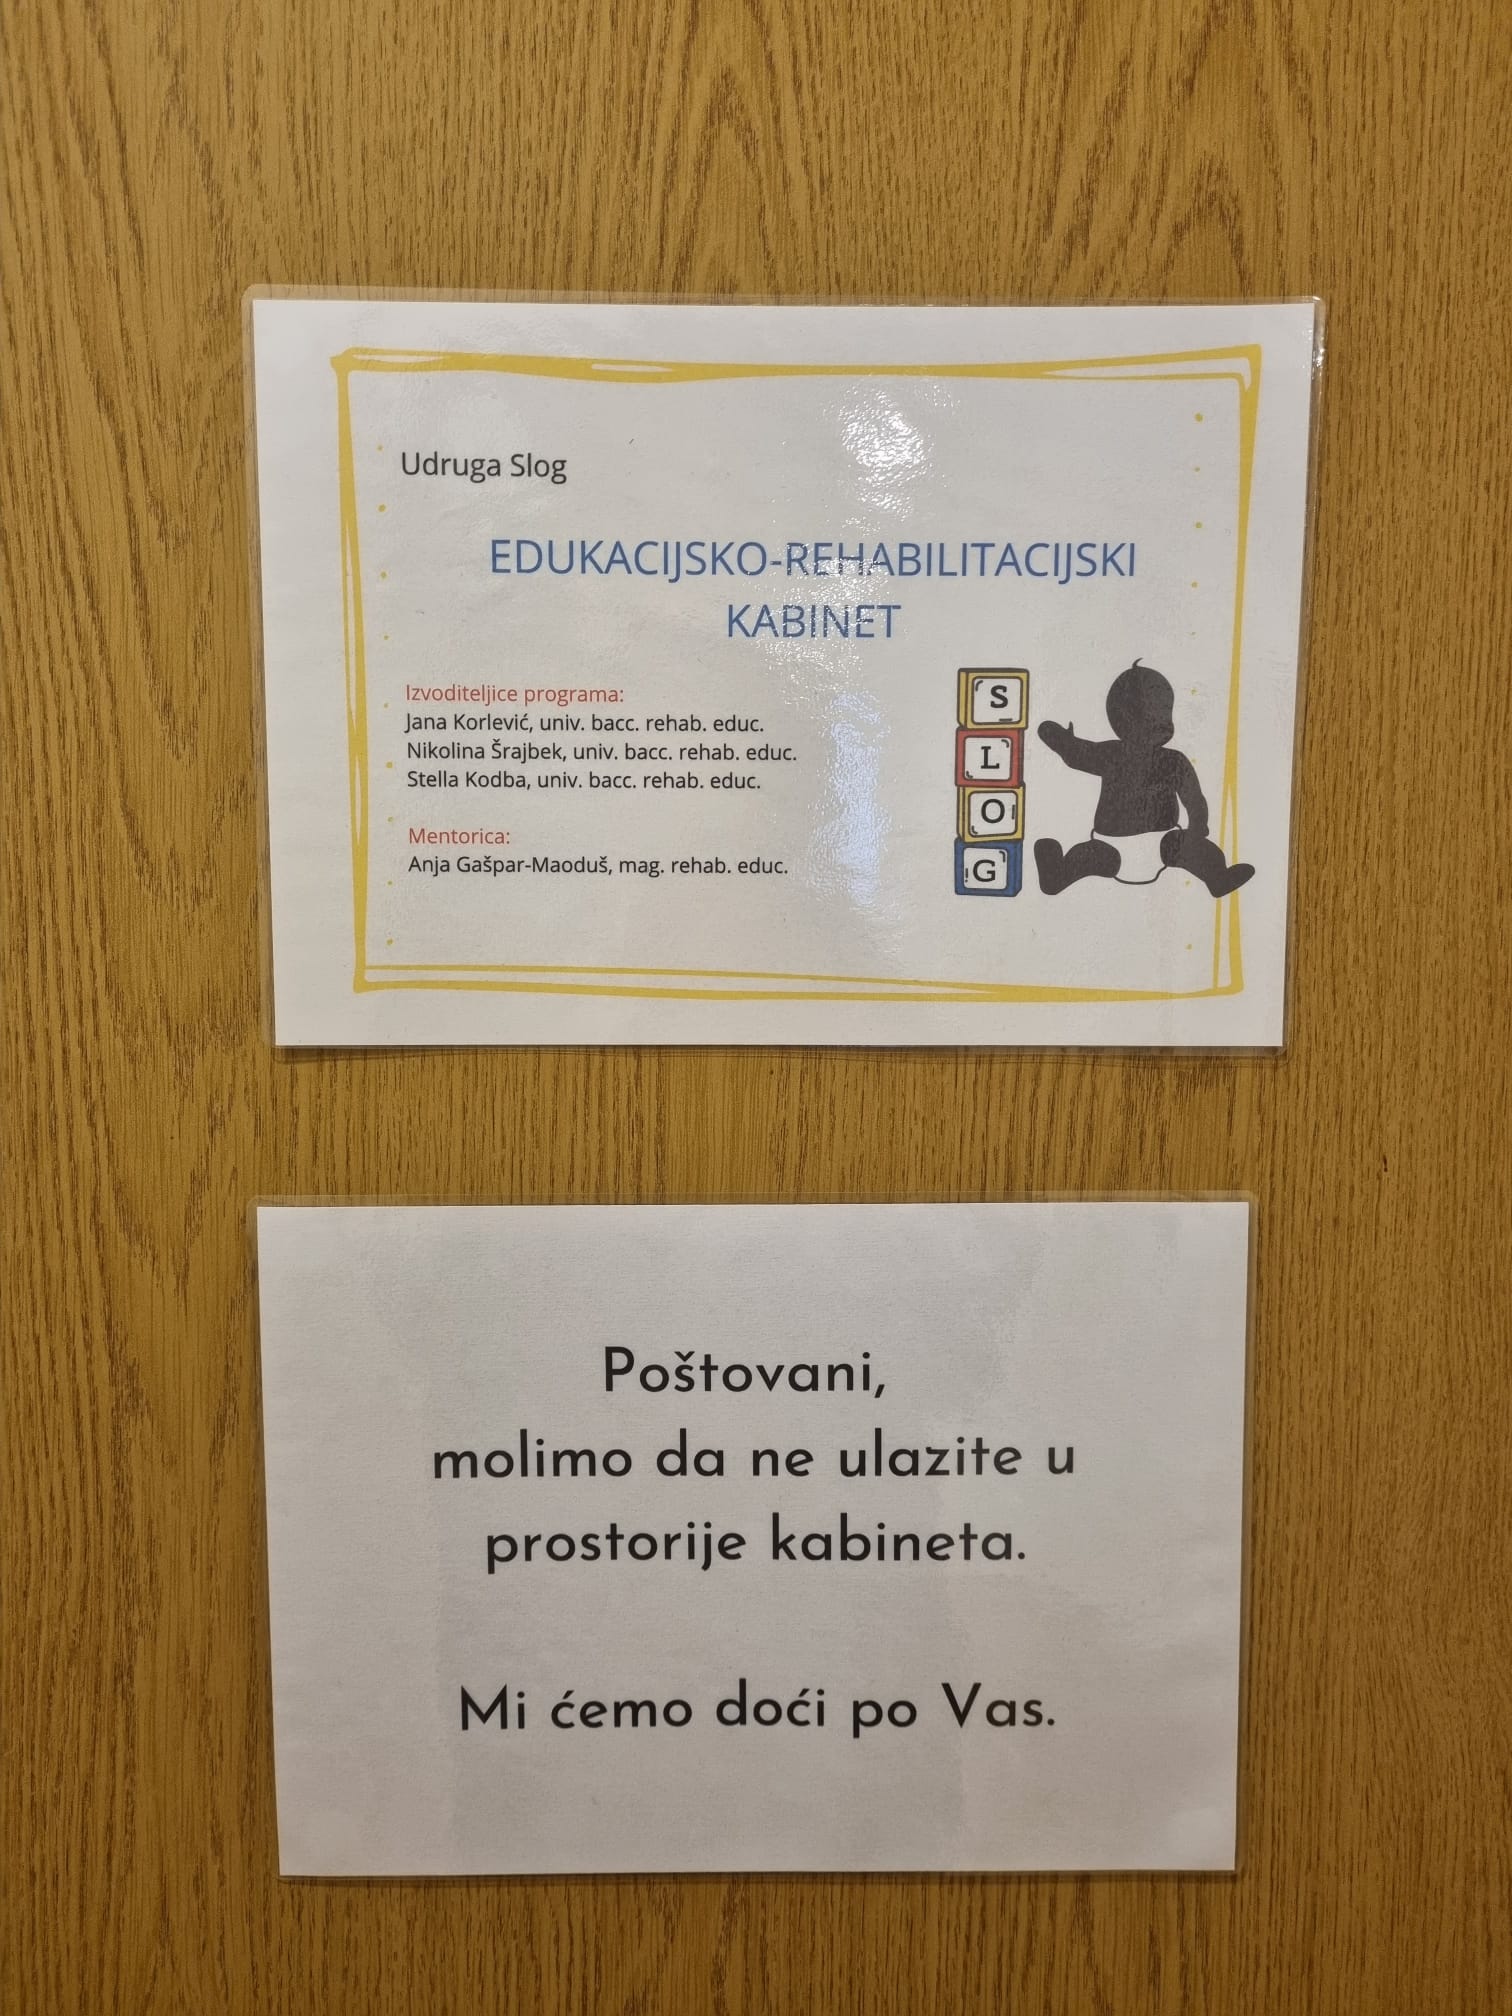 Udruga Slog
EDUKACIJSKO-REHABILITACIJSKI
KABINET
Izvoditeljice programa:
Jana Korlević, univ. bacc. rehab. educ.
Nikolina Šrajbek, univ. bacc. rehab. educ.
Stella Kodba, univ. bacc. rehab. educ.
Mentorica:
Anja Gašpar-Maoduš, mag. rehab. educ.
S
L
O
G
Poštovani,
molimo da ne ulazite u
prostorije kabineta.
Mi ćemo doći po Vas.